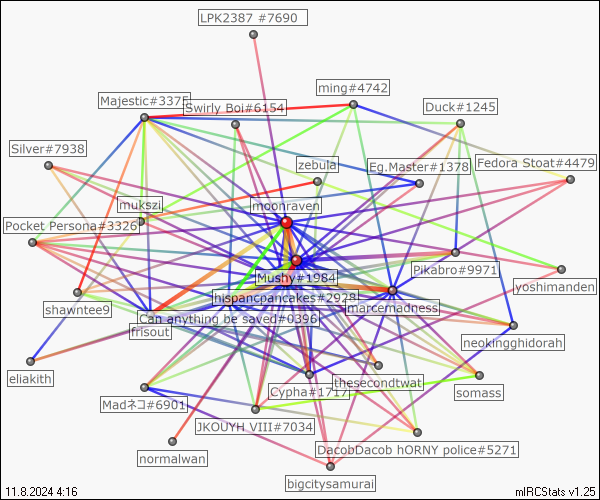 LPK2387 #7690
ming#4742
Majestic#3375
Swirly Boi#6154
Duck#1245
Silver#7938
zebula
Eg.Master#1378
Fedora Stoat#4479
mukszi
moonraven
Pocket Persona#3326
Mushy#1984
Pikabro#9971
yoshimanden
hispancpancakes#2929
shawntee9
Can anything be saved#0396
marcemadness
frisout
neokingghidorah
eliakith
Cypha#1717
thesecondtwat
somass
Madネコ#6901
JKOUYH VIII#7034
DacobDacob hORNY police#5271
normalwan
bigcitysamurai
11.8.2024 4:16
mIRCStats v1.25